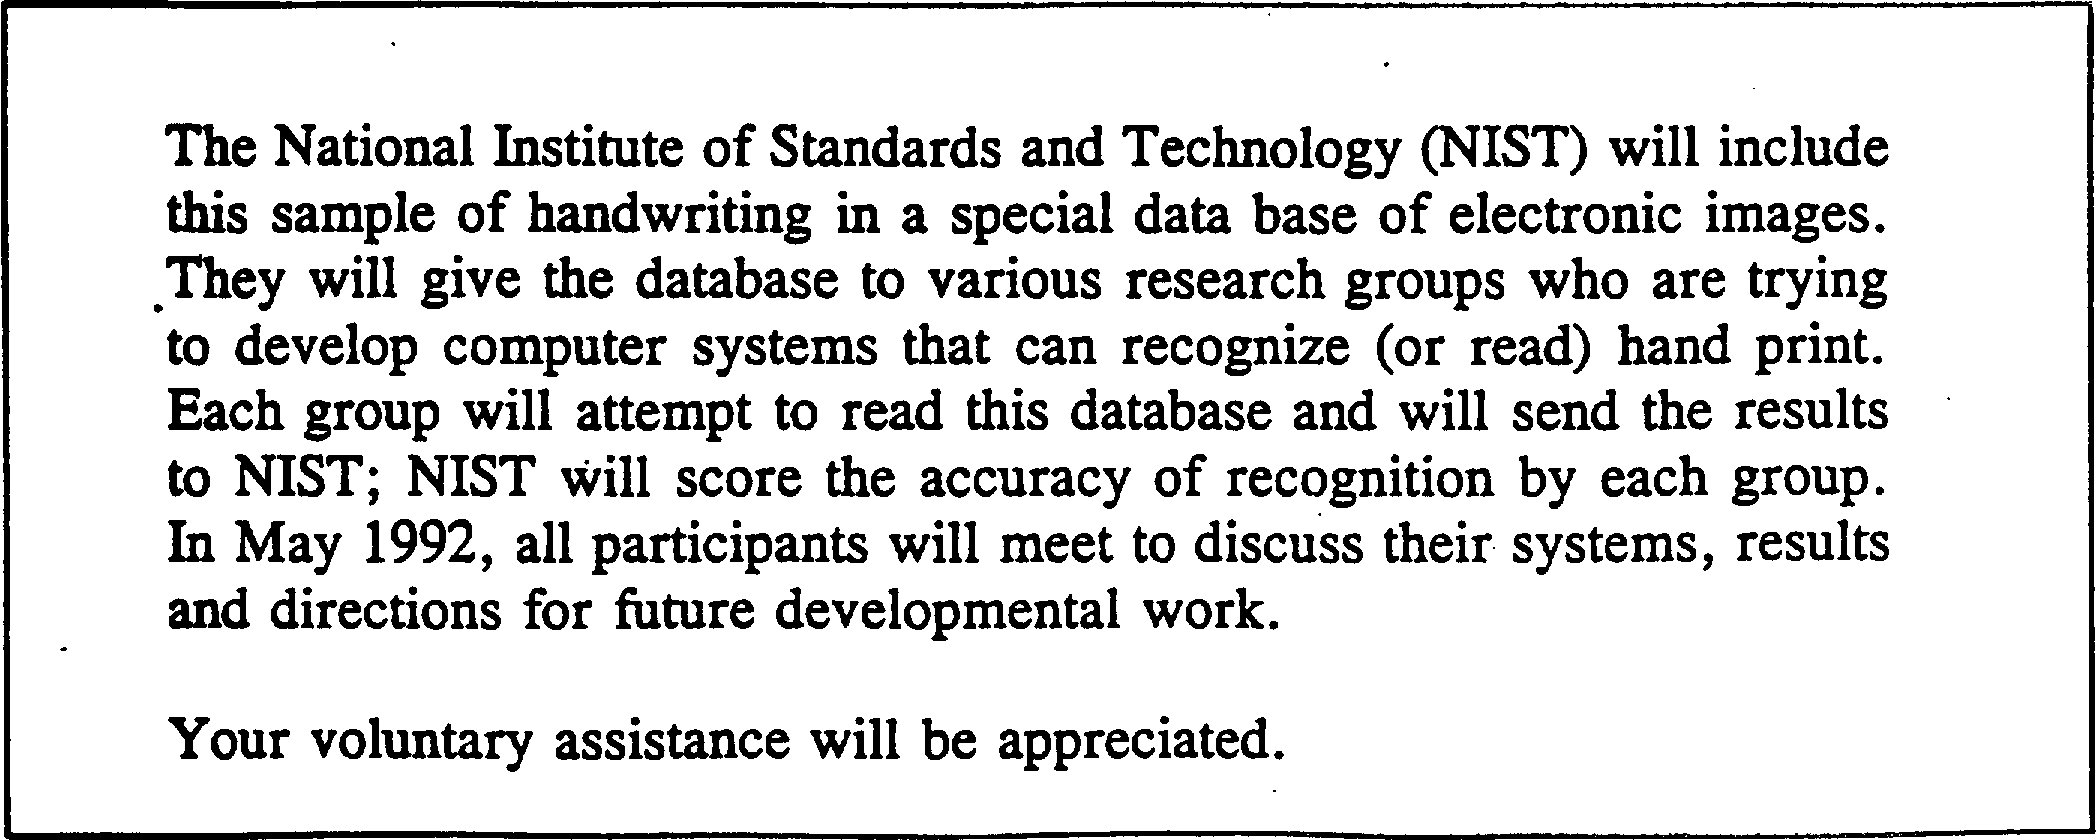 The National Institute of Standards and Technology (NIST) will include
this sample of handwriting in a special data base of electronic images.
They will give the database to various research groups who are trying
to develop computer systems that can recognize (or read) hand print.
Each group will attempt to read this database and will send the results
to NIST; NIST will score the accuracy of recognition by each group.
In May 1992, all participants will meet to discuss their systems, results
and directions for future developmental work.
Your voluntary assistance will be appreciated.